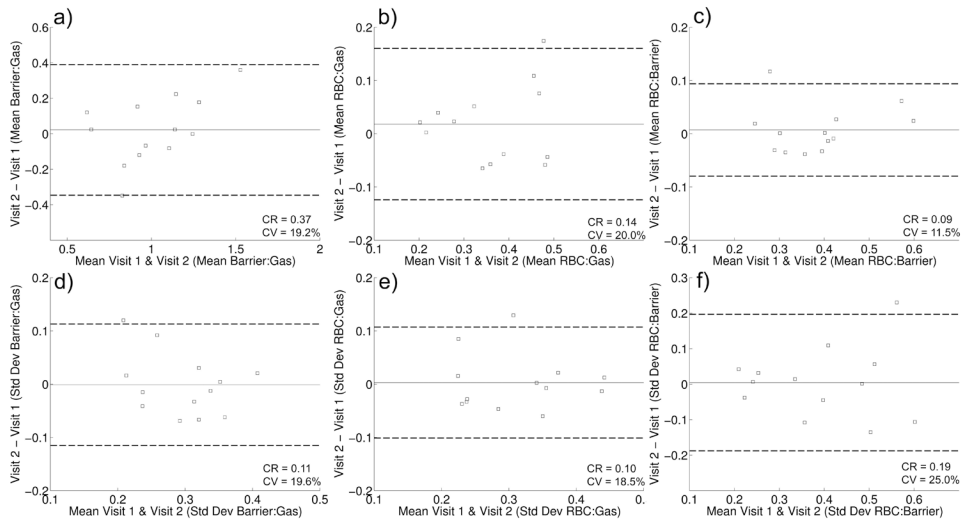 a)
Visit 2 − Visit 1 (Mean Barrier:Gas)
0.6
0.4
0.2
0
−0.2
−0.4
0.5 1 1.5 2
CR = 0.37
CV = 19.2%
Mean Visit 1 & Visit 2 (Mean Barrier:Gas)
b)
Visit 2 − Visit 1 (Mean RBC:Gas)
0.2
0.1
0
−0.1
−0.2
0.1 0.2 0.3 0.4 0.5 0.6
CR = 0.14
CV = 20.0%
Mean Visit 1 & Visit 2 (Mean RBC:Gas)
c)
Visit 2 − Visit 1 (Mean RBC:Barrier)
0.2
0.1
0
−0.1
−0.2
0.1 0.2 0.3 0.4 0.5 0.6
CR = 0.09
CV = 11.5%
Mean Visit 1 & Visit 2 (Mean RBC:Barrier)
d)
Visit 2 − Visit 1 (Std Dev Barrier:Gas)
0.2
0.1
0
−0.1
−0.2
0.1 0.2 0.3 0.4 0.5
CR = 0.11
CV = 19.6%
Mean Visit 1 & Visit 2 (Std Dev Barrier:Gas)
e)
Visit 2 − Visit 1 (Std Dev RBC:Gas)
0.2
0.1
0
−0.1
−0.2
0.1 0.2 0.3 0.4
CR = 0.10
CV = 18.5%
Mean Visit 1 & Visit 2 (Std Dev RBC:Gas)
f)
Visit 2 − Visit 1 (Std Dev RBC:Barrier)
0.3
0.2
0.1
0
−0.1
−0.2
0.1 0.2 0.3 0.4 0.5 0.6
CR = 0.19
CV = 25.0%
Mean Visit 1 & Visit 2 (Std Dev RBC:Barrier)